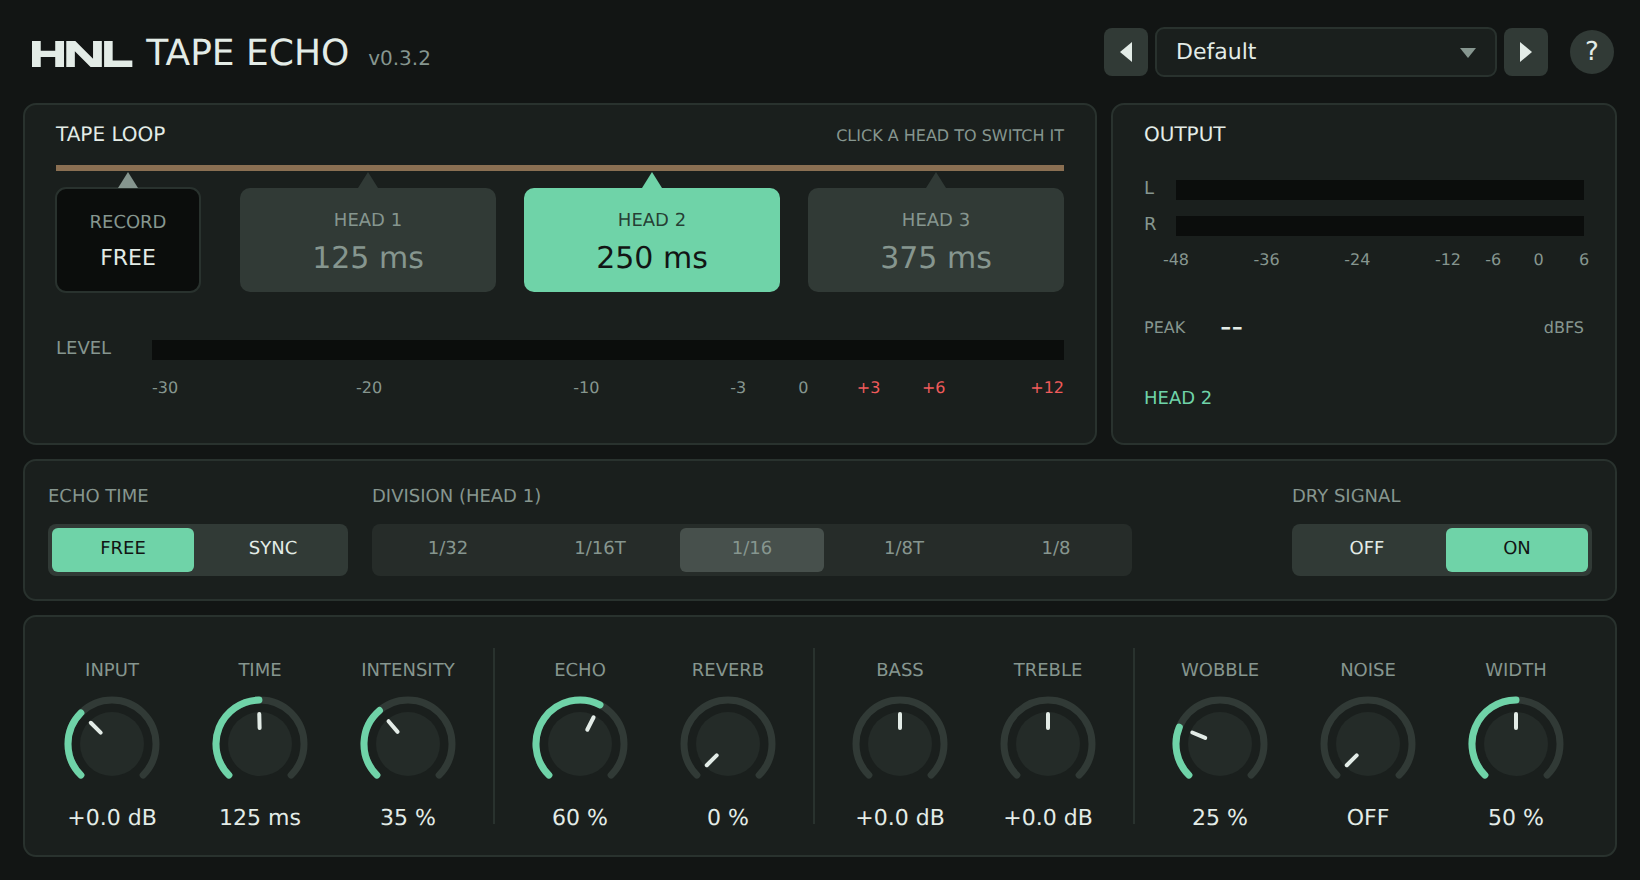 HNL TAPE ECHO v0.3.2
Default
?
TAPE LOOP
CLICK A HEAD TO SWITCH IT
RECORD
FREE
HEAD 1
125 ms
HEAD 2
250 ms
HEAD 3
375 ms
LEVEL
-30 -20 -10 -3 0 +3 +6 +12
OUTPUT
L
R
-48 -36 -24 -12 -6 0 6
PEAK -- dBFS
HEAD 2
ECHO TIME
FREE SYNC
DIVISION (HEAD 1)
1/32 1/16T 1/16 1/8T 1/8
DRY SIGNAL
OFF ON
INPUT TIME INTENSITY ECHO REVERB BASS TREBLE WOBBLE NOISE WIDTH
+0.0 dB 125 ms 35 % 60 % 0 % +0.0 dB +0.0 dB 25 % OFF 50 %